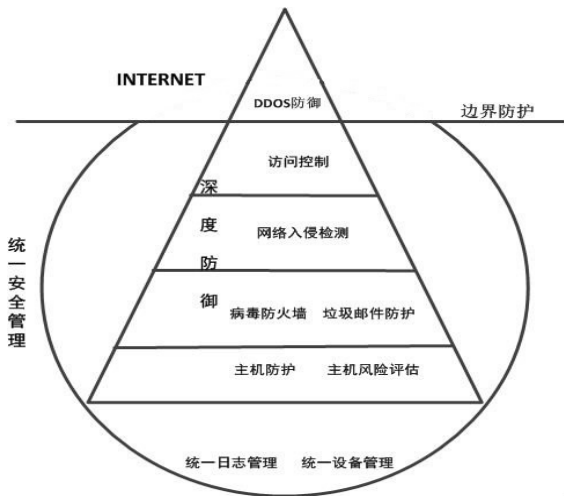 INTERNET
DDOS防御
边界防护
访问控制
深度防御
网络入侵检测
统一安全管理
病毒防火墙 垃圾邮件防护
主机防护 主机风险评估
统一日志管理 统一设备管理